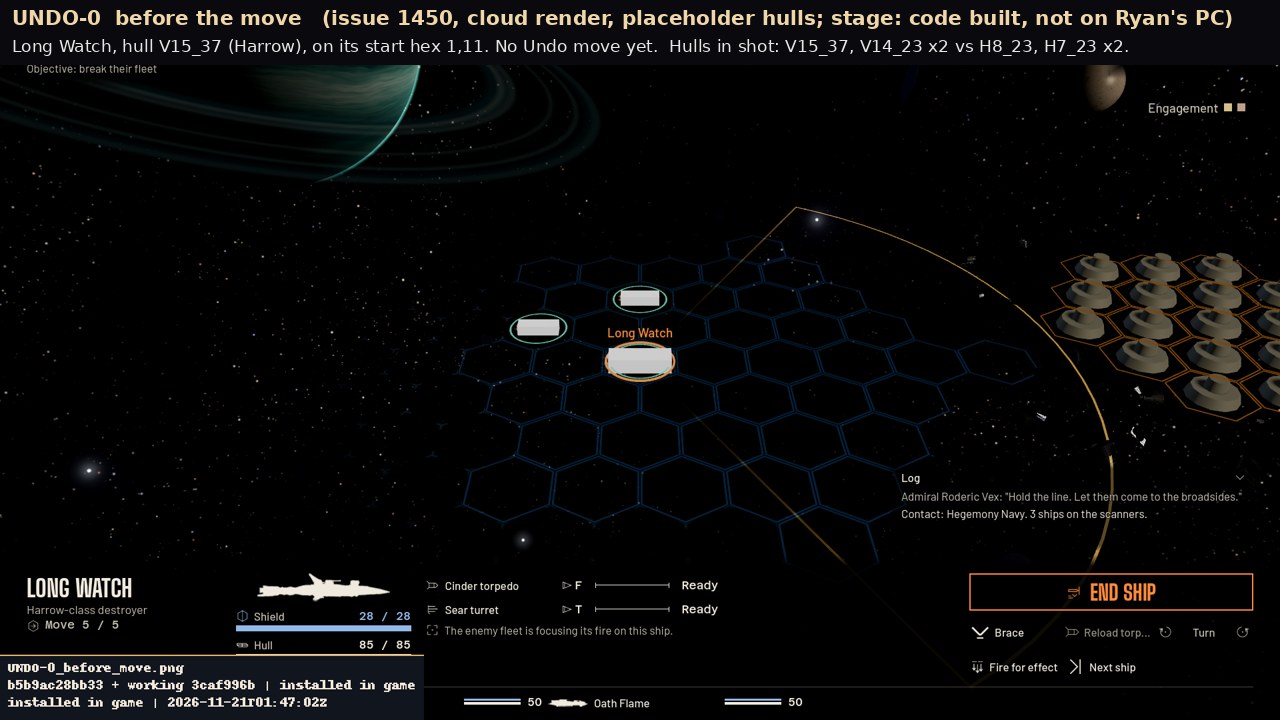 UNDO-0  before the move   (issue 1450, cloud render, placeholder hulls; stage: code built, not on Ryan's PC)
Long Watch, hull V15_37 (Harrow), on its start hex 1,11. No Undo move yet.  Hulls in shot: V15_37, V14_23 x2 vs H8_23, H7_23 x2.
Objective: break their fleet
Engagement
Long Watch
Log
Admiral Roderic Vex: "Hold the line. Let them come to the broadsides."
Contact: Hegemony Navy. 3 ships on the scanners.
LONG WATCH
Harrow-class destroyer
Move 5 / 5
Shield 28 / 28
Hull 85 / 85
Cinder torpedo F Ready
Sear turret T Ready
The enemy fleet is focusing its fire on this ship.
END SHIP
Brace Reload torp... Turn
Fire for effect Next ship
UNDO-0_before_move.png
b5b9ac28bb33 + working 3caf996b | installed in game
installed in game | 2026-11-21T01:47:02z
50 Oath Flame 50